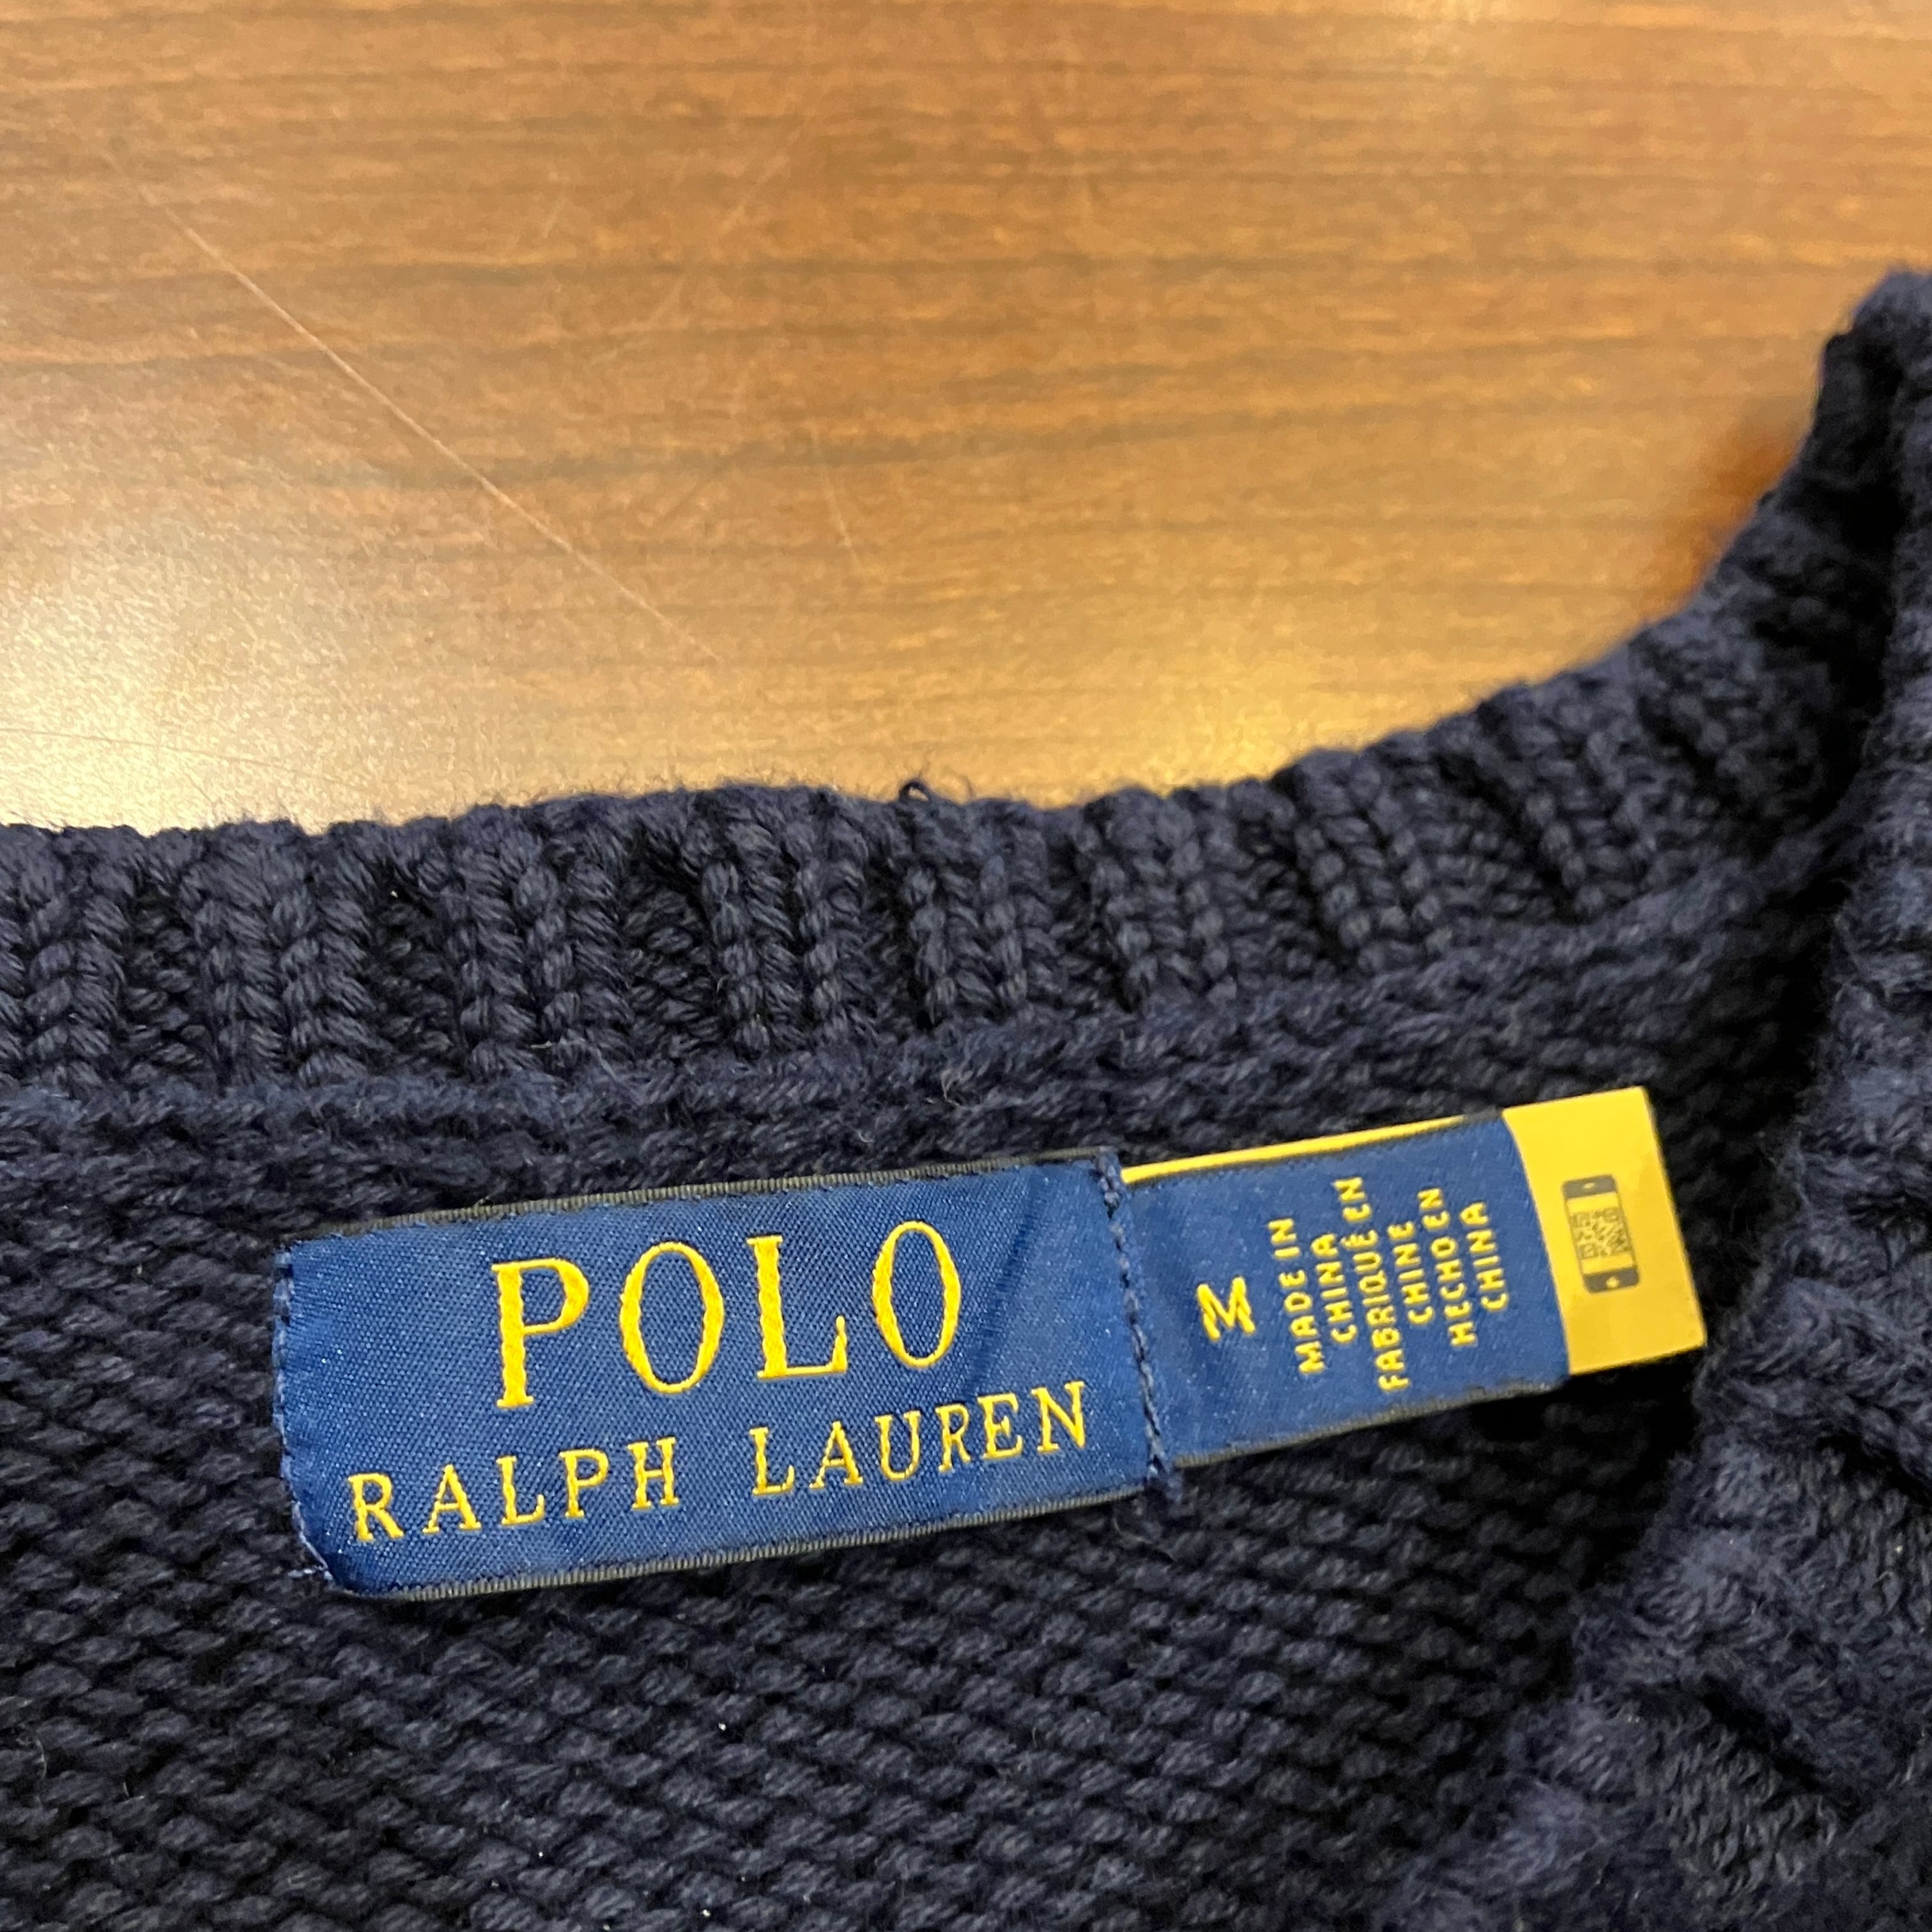 POLO
RALPH LAUREN
M
MADE IN
CHINA
FABRIQUÉ EN
CHINE
HECHO EN
CHINA